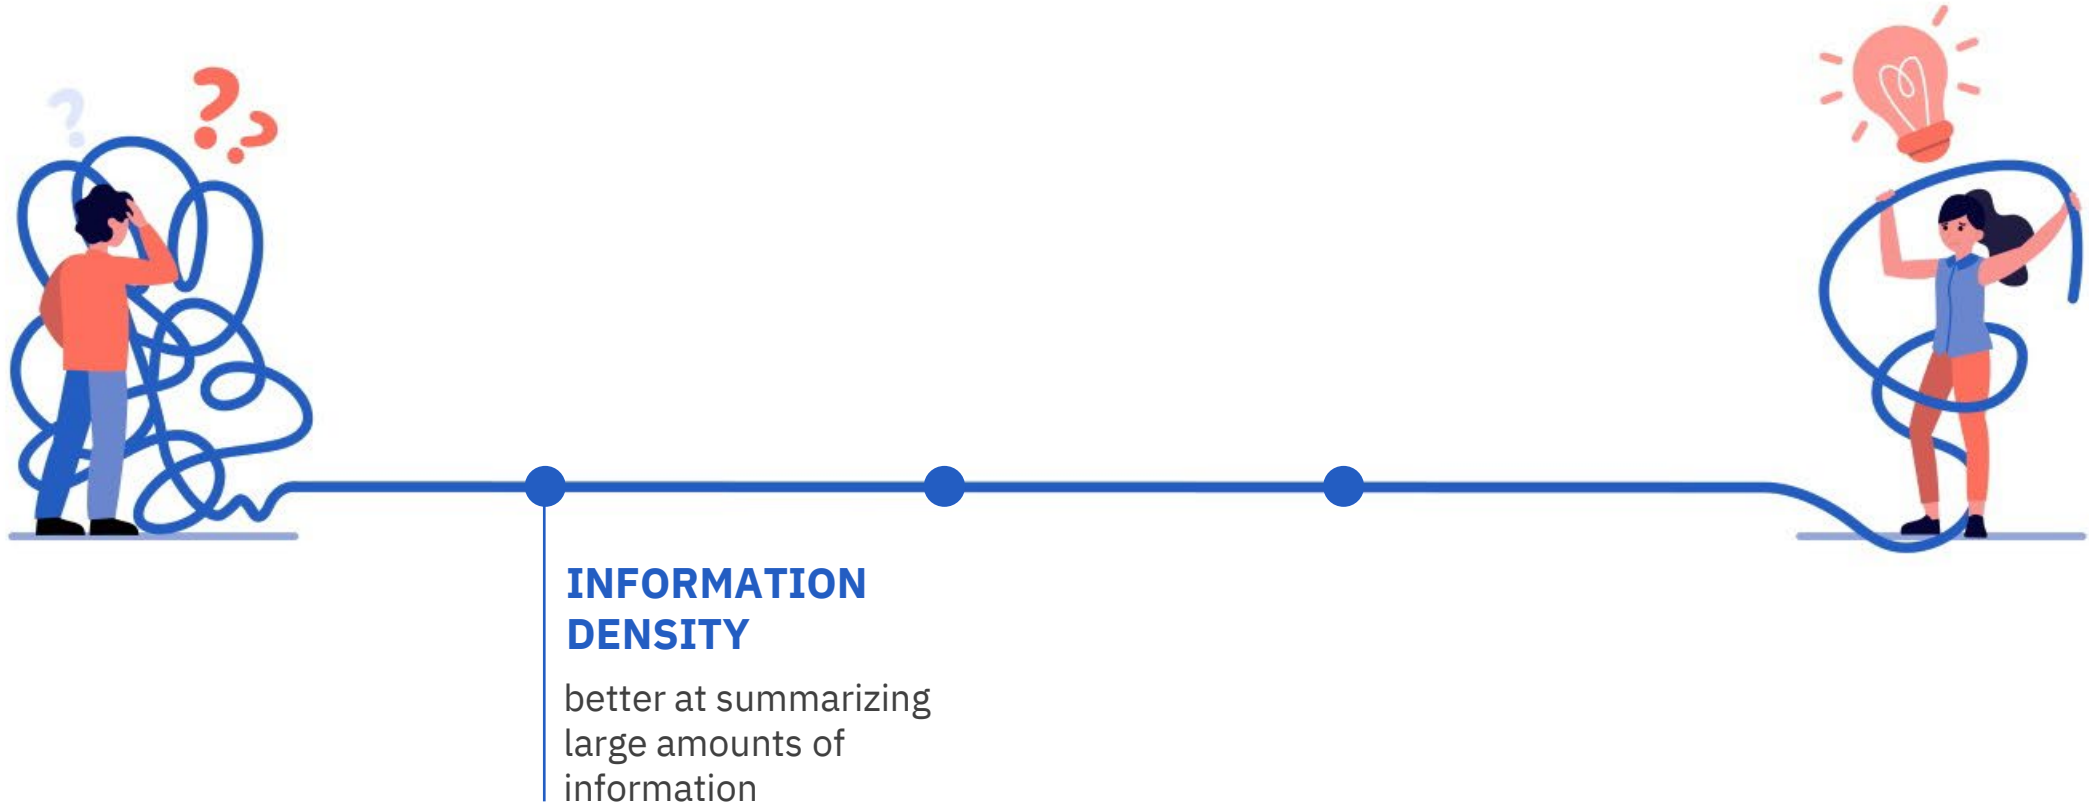 ? ? ?
INFORMATION
DENSITY
better at summarizing
large amounts of
information